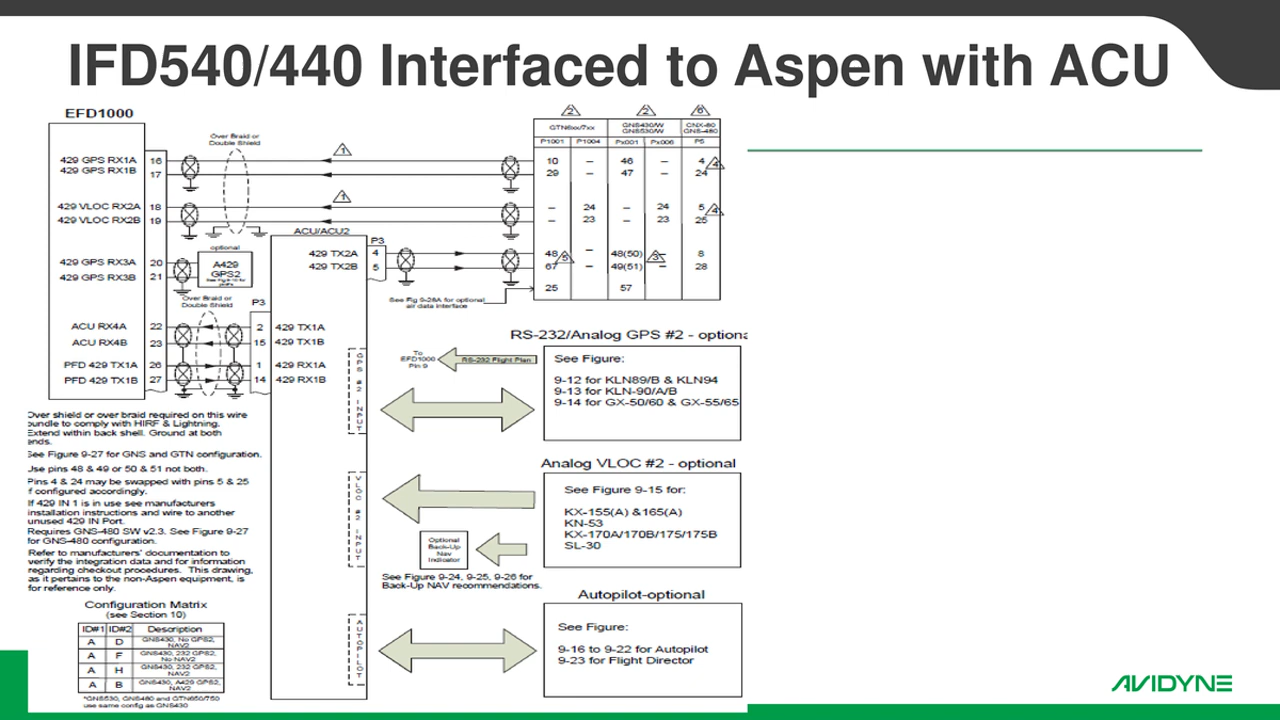 IFD540/440 Interfaced to Aspen with ACU
EFD1000
Over Braid or
Double Shield
429 GPS RX1A 16
429 GPS RX1B 17
429 VLOC RX2A 18
429 VLOC RX2B 19
429 GPS RX3A 20
429 GPS RX3B 21
optional
A429
GPS2
Over Braid or
Double Shield
ACU RX4A 22
ACU RX4B 23
PFD 429 TX1A 26
PFD 429 TX1B 27
1
1
2 2 6
GTN6xx/7xx GNS430/W CNX-80
GNS530/W GNS-480
P1001 P1004 Px001 Px006 P5
10 – 46 – 4
29 – 47 – 24 4
– 24 – 24 5
– 23 – 23 25 4
48 – 48(50) – 8
67 5 – 49(51) 3 – 28
25 57
ACU/ACU2
P3
429 TX2A 4
429 TX2B 5
See Fig 9-28A for optional
air data interface
P3
2 429 TX1A
15 429 TX1B
1 429 RX1A
14 429 RX1B
GPS #2 INPUT
VLOC #2 INPUT
AUTOPILOT
RS-232/Analog GPS #2 - optiona
To
EFD1000
Pin 9
RS-232 Flight Plan
See Figure:
9-12 for KLN89/B & KLN94
9-13 for KLN-90/A/B
9-14 for GX-50/60 & GX-55/65
Analog VLOC #2 - optional
See Figure 9-15 for:
KX-155(A) &165(A)
KN-53
KX-170A/170B/175/175B
SL-30
Optional
Back-Up
Nav
Indicator
See Figure 9-24, 9-25, 9-26 for
Back-Up NAV recommendations.
Autopilot-optional
See Figure:
9-16 to 9-22 for Autopilot
9-23 for Flight Director
Over shield or over braid required on this wire
bundle to comply with HIRF & Lightning.
Extend within back shell. Ground at both
ends.
See Figure 9-27 for GNS and GTN configuration.
Use pins 48 & 49 or 50 & 51 not both.
Pins 4 & 24 may be swapped with pins 5 & 25
if configured accordingly.
If 429 IN 1 is in use see manufacturers
installation instructions and wire to another
unused 429 IN Port.
Requires GNS-480 SW v2.3. See Figure 9-27
for GNS-480 configuration.
Refer to manufacturers' documentation to
verify the integration data and for information
regarding checkout procedures. This drawing,
as it pertains to the non-Aspen equipment, is
for reference only.
Configuration Matrix
(see Section 10)
ID#1 ID#2 Description
A D GNS430, No GPS2, NAV2
A F GNS430, 232 GPS2, No NAV2
A H GNS430, 232 GPS2, NAV2
A B GNS430, A429 GPS2, NAV2
*GNS530, GNS480 and GTN650/750
use same config as GNS430
AVIDYNE